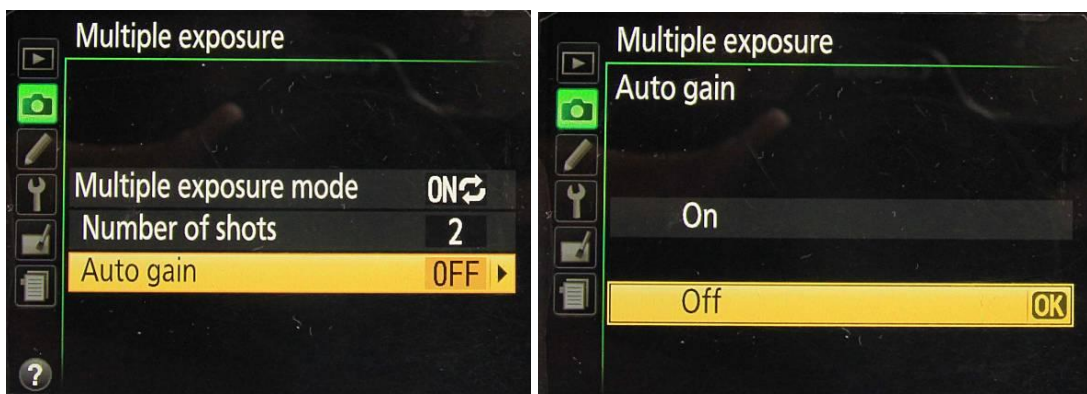 Multiple exposure
Multiple exposure mode ON
Number of shots 2
Auto gain OFF
?
Multiple exposure
Auto gain
On
Off OK